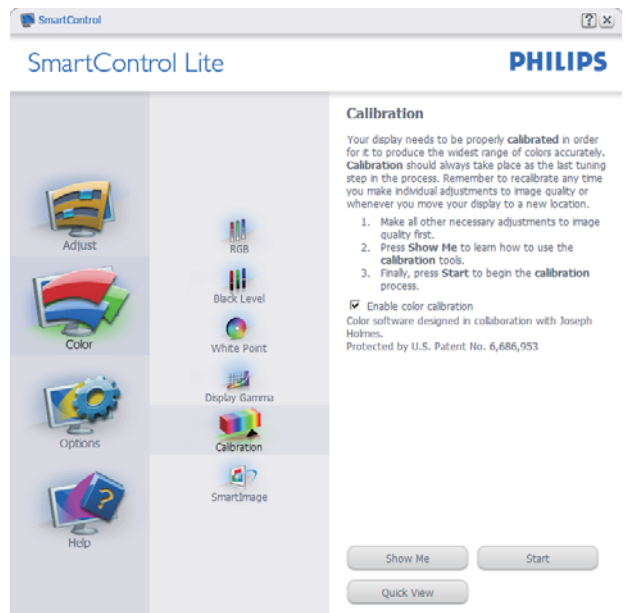 SmartControl
SmartControl Lite
PHILIPS
Adjust
Color
Options
Help
RGB
Black Level
White Point
Display Gamma
Calibration
SmartImage
Calibration
Your display needs to be properly calibrated in order
for it to produce the widest range of colors accurately.
Calibration should always take place as the last tuning
step in the process. Remember to recalibrate any time
you make individual adjustments to image quality or
whenever you move your display to a new location.
1. Make all other necessary adjustments to image
quality first.
2. Press Show Me to learn how to use the
calibration tools.
3. Finally, press Start to begin the calibration
process.
Enable color calibration
Color software designed in collaboration with Joseph
Holmes.
Protected by U.S. Patent No. 6,686,953
Show Me
Start
Quick View